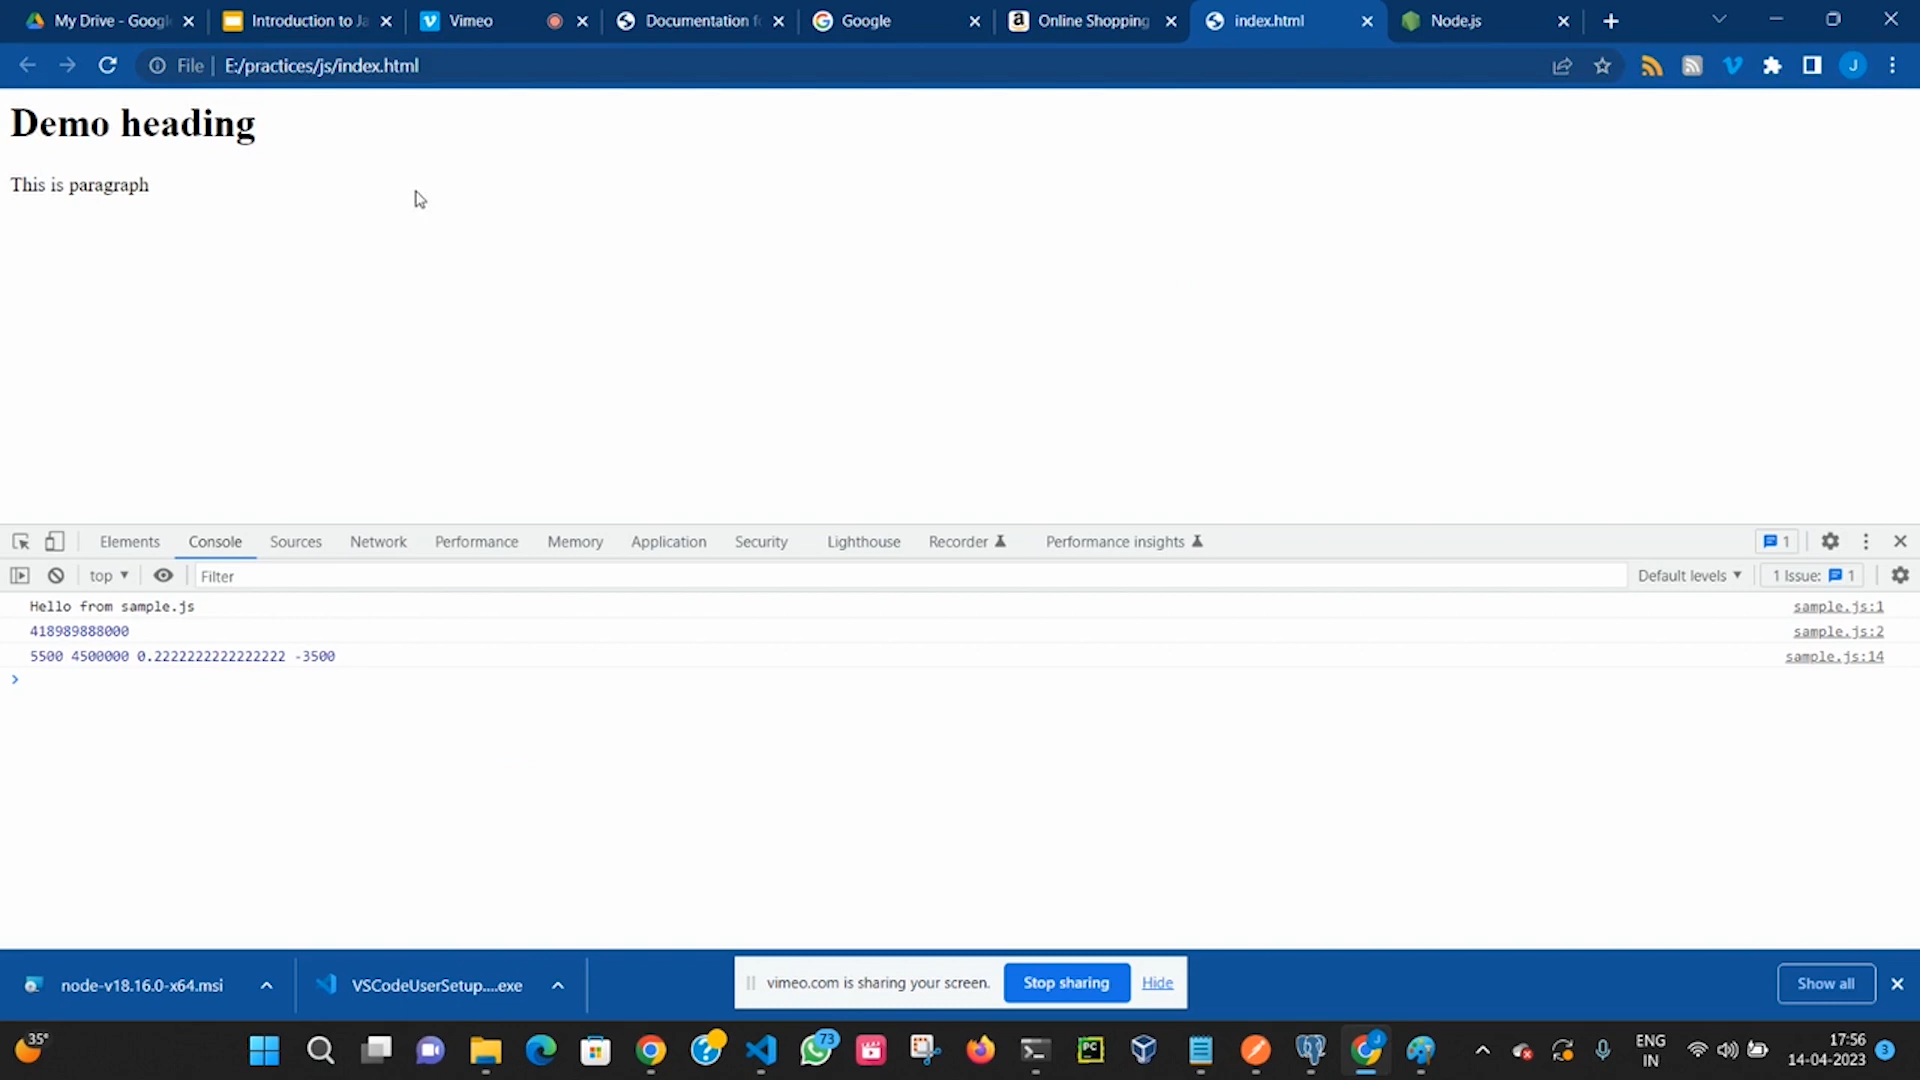 My Drive - Googl
Introduction to Ja
Vimeo
Documentation f
Google
Online Shopping
index.html
Node.js
File
E:/practices/js/index.html
J
Demo heading
This is paragraph
Elements
Console
Sources
Network
Performance
Memory
Application
Security
Lighthouse
Recorder
Performance insights
1
top
Filter
Default levels
1 Issue: 1
Hello from sample.js
sample.js:1
418989888000
sample.js:2
5500 4500000 0.2222222222222222 -3500
sample.js:14
node-v18.16.0-x64.msi
VSCodeUserSetup....exe
vimeo.com is sharing your screen.
Stop sharing
Hide
Show all
35°
73
PC
J
ENG
IN
17:56
14-04-2023
3